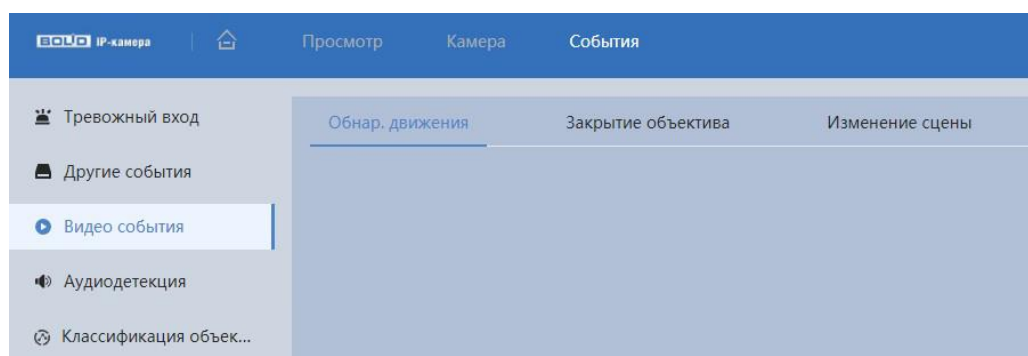 BOLID IP-камера
Просмотр
Камера
События
Тревожный вход
Другие события
Видео события
Аудиодетекция
Классификация объек...
Обнар. движения
Закрытие объектива
Изменение сцены